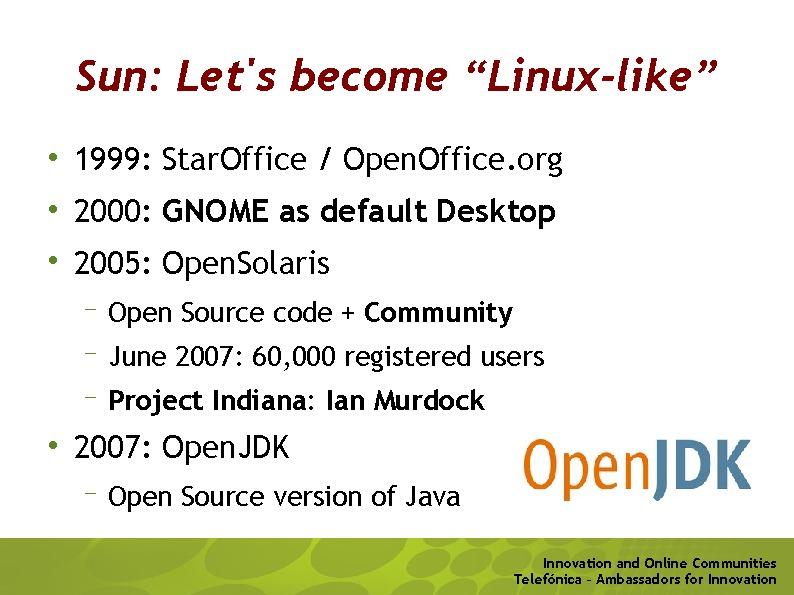 Sun: Let's become “Linux-like”
• 1999: StarOffice / OpenOffice.org
• 2000: GNOME as default Desktop
• 2005: OpenSolaris
– Open Source code + Community
– June 2007: 60,000 registered users
– Project Indiana: Ian Murdock
• 2007: OpenJDK
– Open Source version of Java
OpenJDK
Innovation and Online Communities
Telefónica – Ambassadors for Innovation